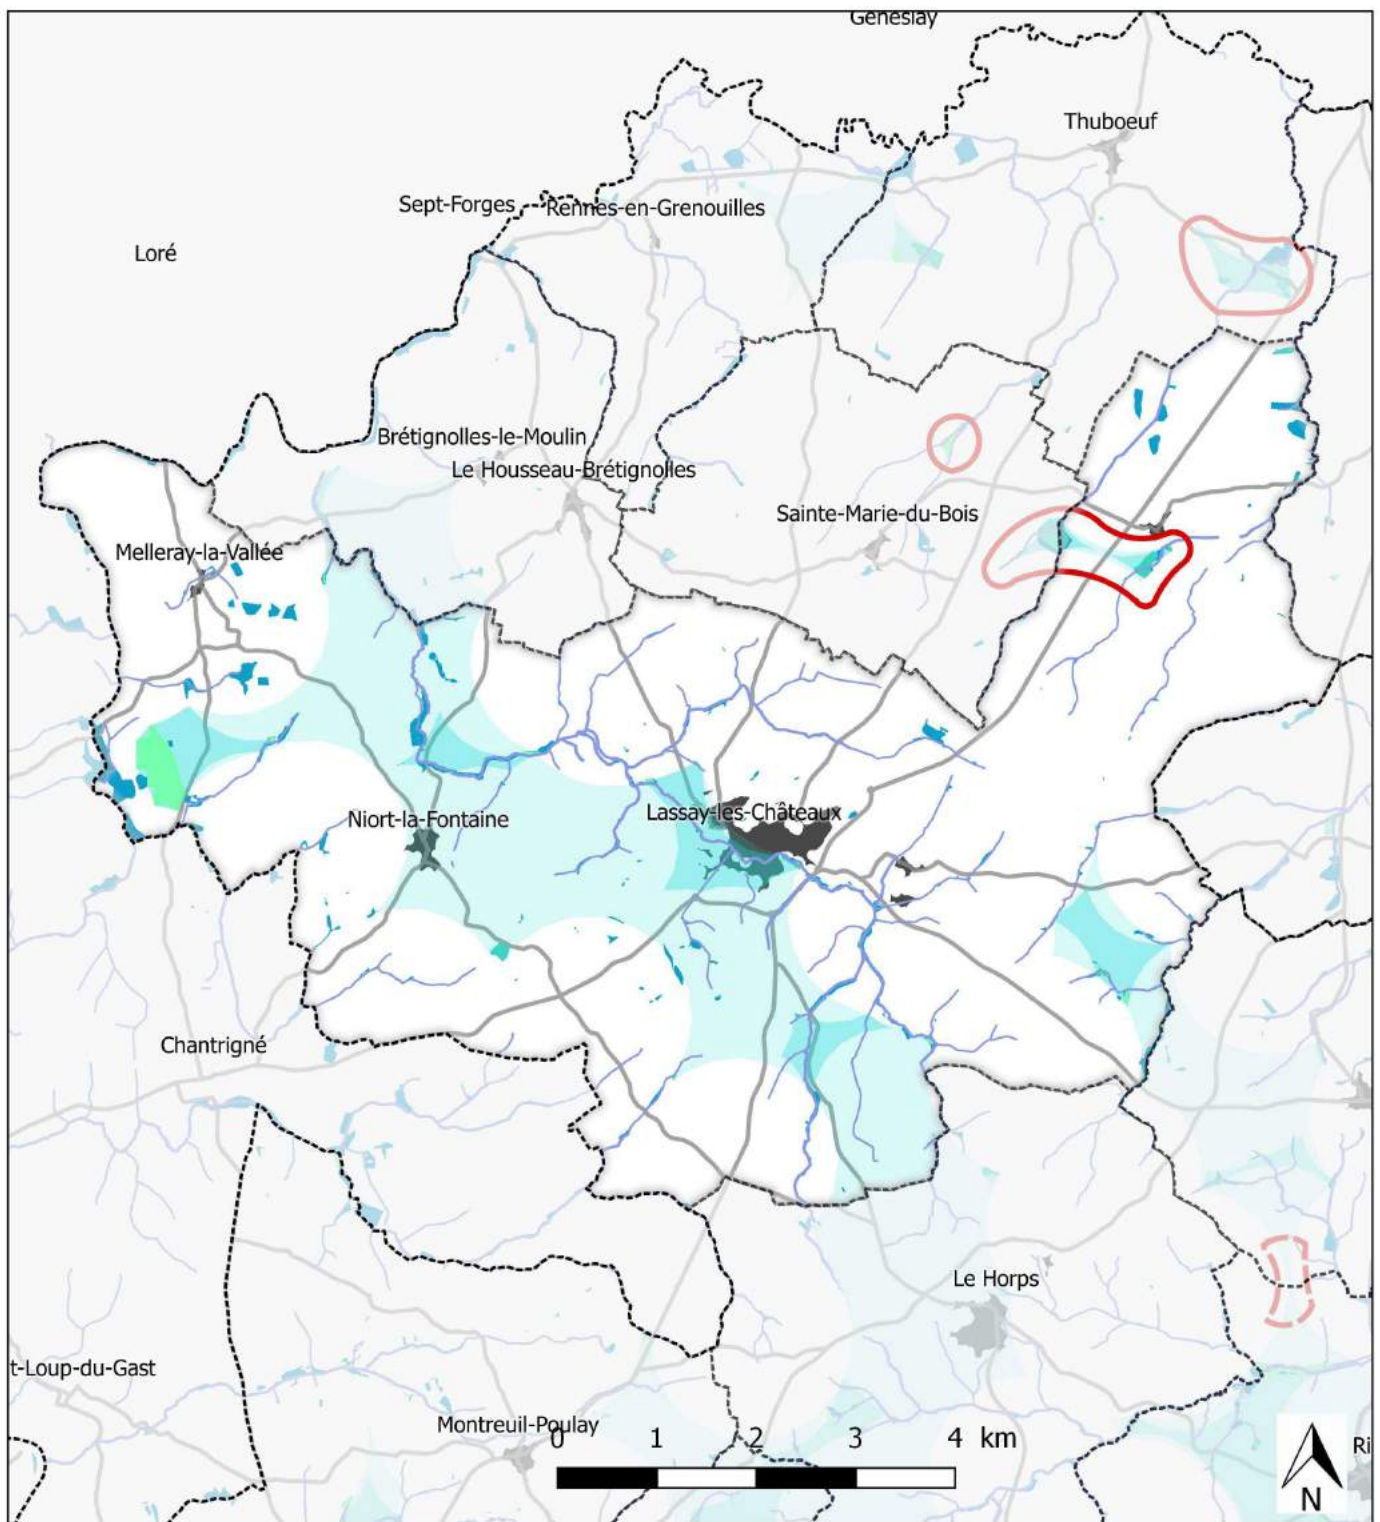 Geneslay
Thuboeuf
Sept-Forges
Rennes-en-Grenouilles
Loré
Brétignolles-le-Moulin
Le Housseau-Brétignolles
Sainte-Marie-du-Bois
Melleray-la-Vallée
Lassay-les-Châteaux
Niort-la-Fontaine
Chantrigné
Le Horps
t-Loup-du-Gast
Montreuil-Poulay
0 1 2 3 4 km
Ri
N